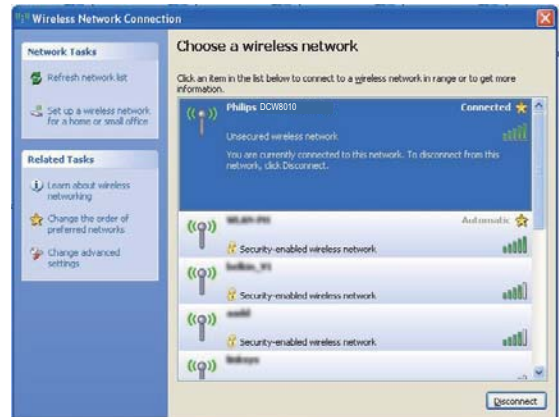 Wireless Network Connection
Network Tasks
Refresh network list
Set up a wireless network
for a home or small office
Related Tasks
Learn about wireless
networking
Change the order of
preferred networks
Change advanced
settings
Choose a wireless network
Click an item in the list below to connect to a wireless network in range or to get more
information.
Philips DCW8010
Connected
Unsecured wireless network
You are currently connected to this network. To disconnect from this
network, click Disconnect.
Automatic
Security-enabled wireless network
Security-enabled wireless network
Security-enabled wireless network
Disconnect